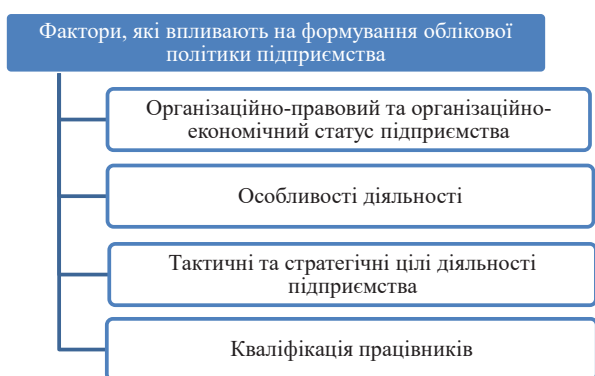 Фактори, які впливають на формування облікової
політики підприємства
Організаційно-правовий та організаційно-
економічний статус підприємства
Особливості діяльності
Тактичні та стратегічні цілі діяльності
підприємства
Кваліфікація працівників